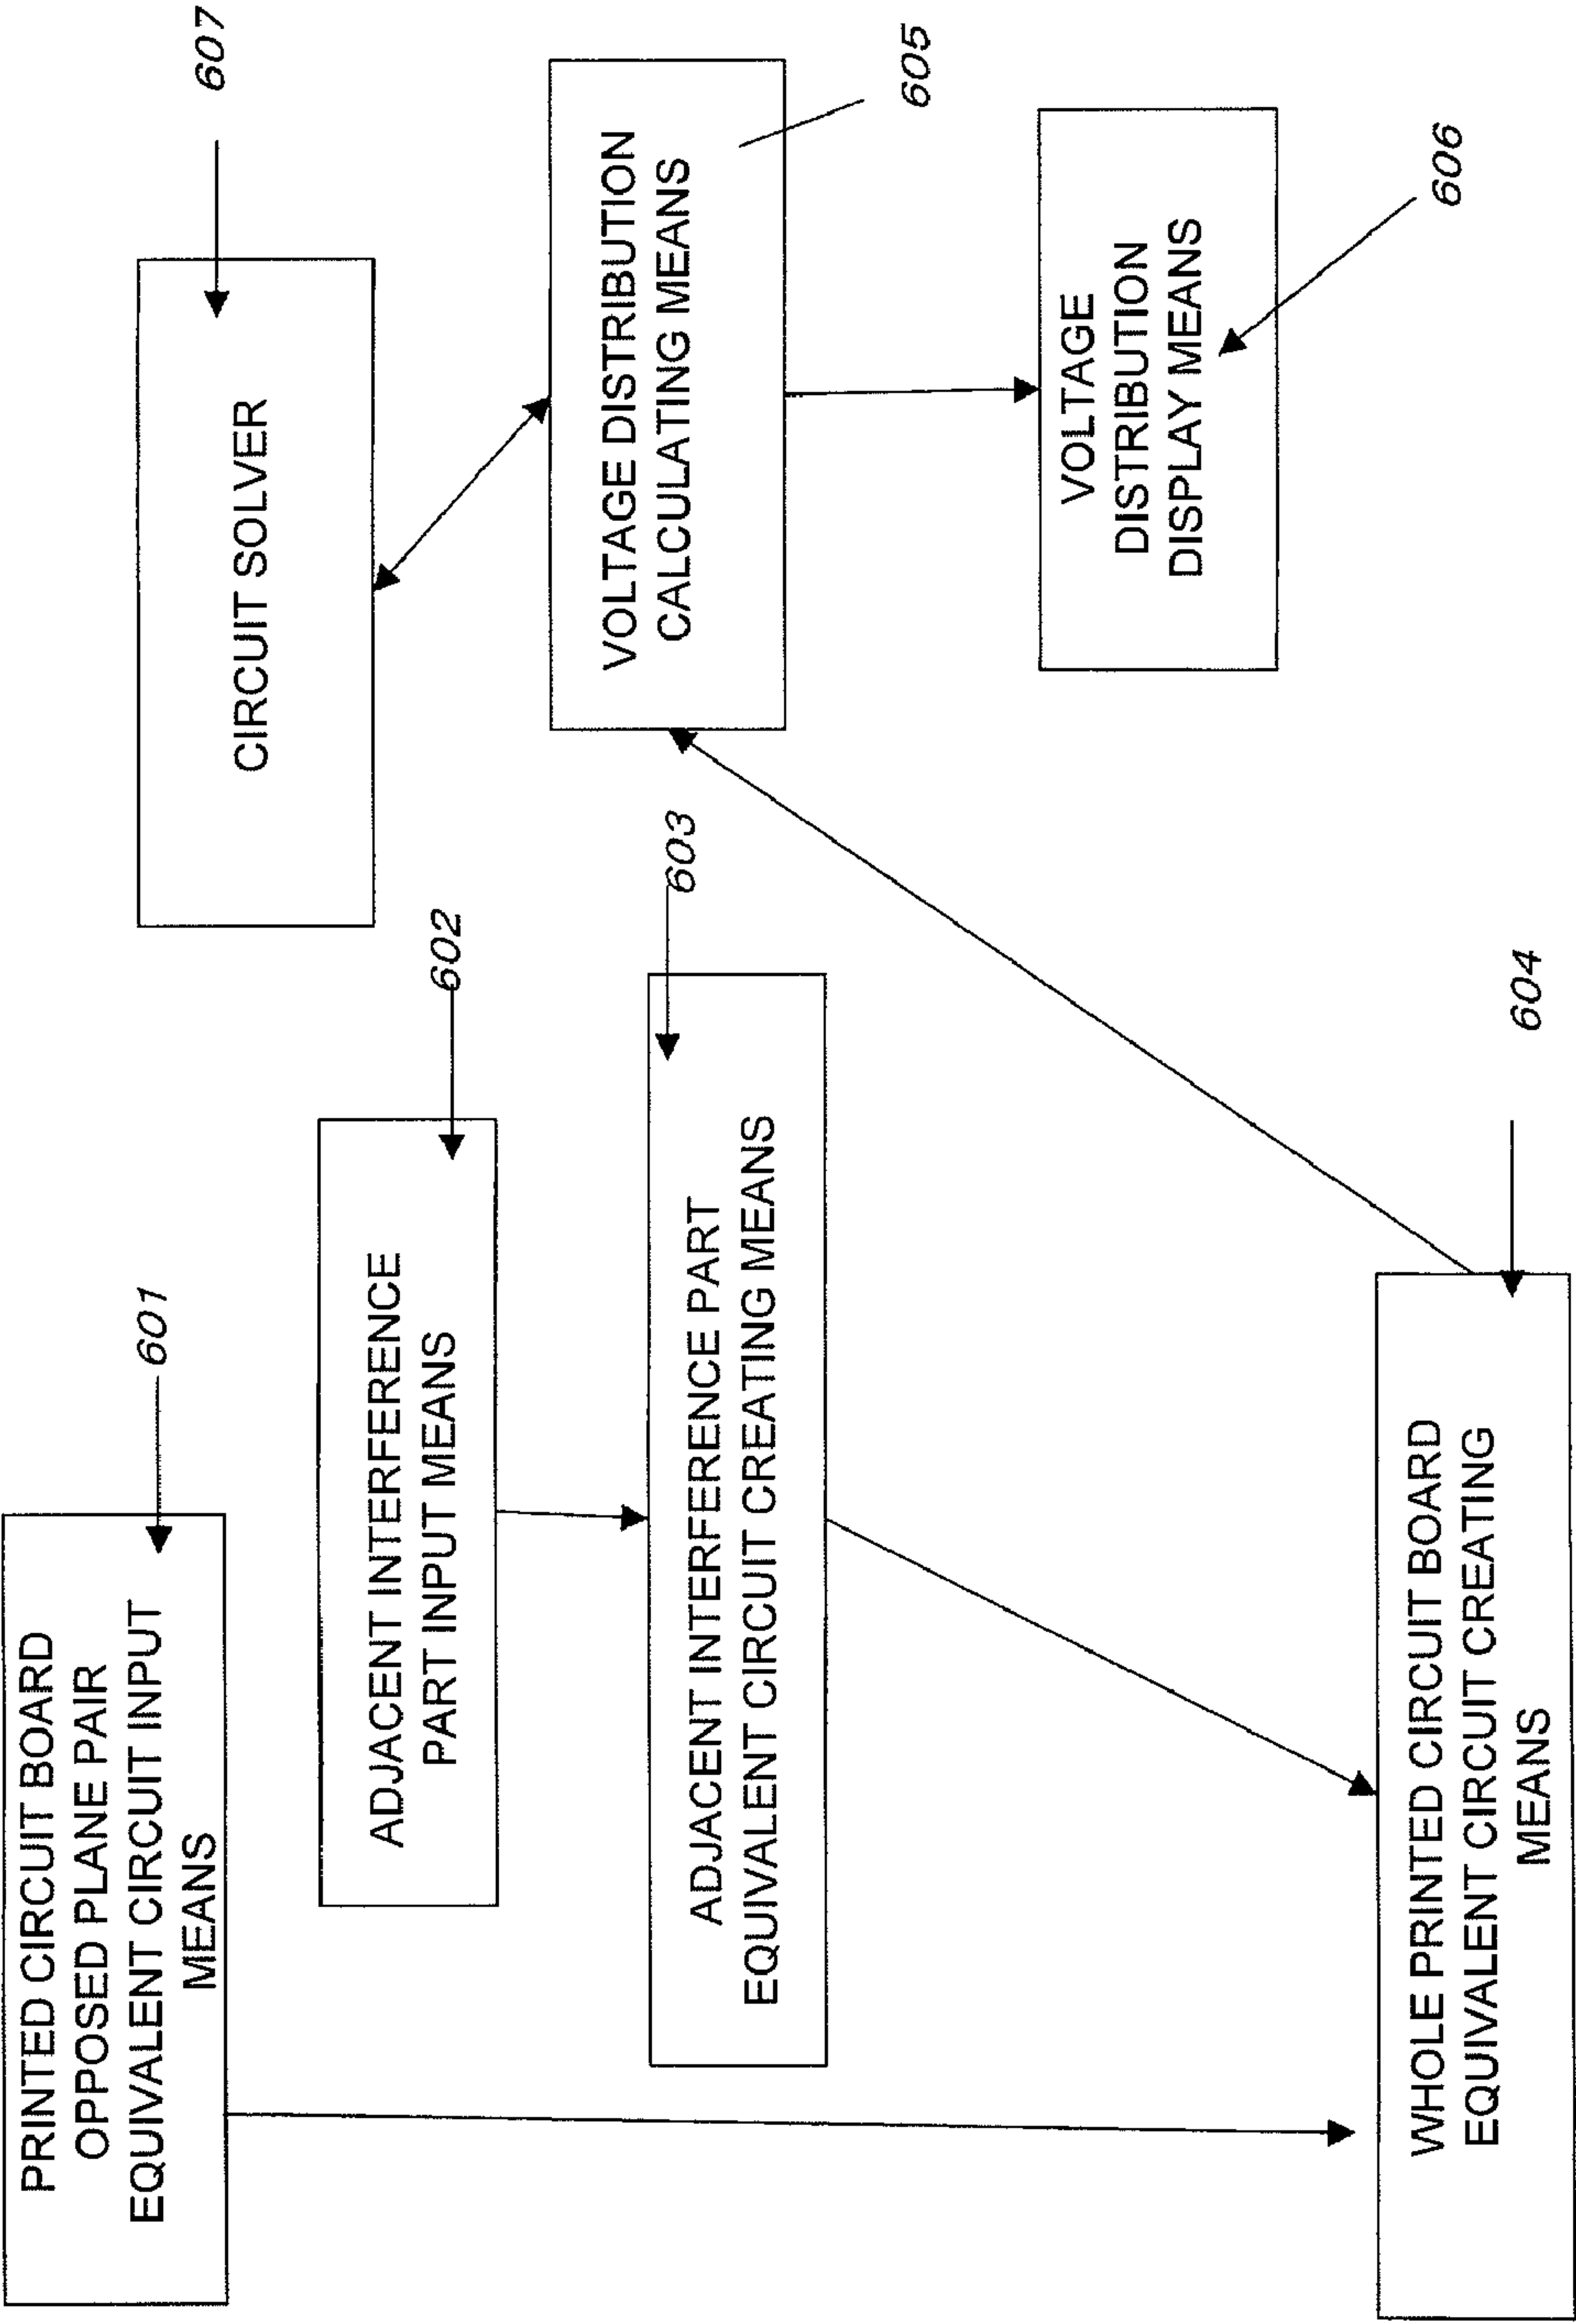 PRINTED CIRCUIT BOARD
OPPOSED PLANE PAIR
EQUIVALENT CIRCUIT INPUT
MEANS
601
ADJACENT INTERFERENCE
PART INPUT MEANS
602
ADJACENT INTERFERENCE PART
EQUIVALENT CIRCUIT CREATING MEANS
603
WHOLE PRINTED CIRCUIT BOARD
EQUIVALENT CIRCUIT CREATING
MEANS
604
CIRCUIT SOLVER
607
VOLTAGE DISTRIBUTION
CALCULATING MEANS
605
VOLTAGE
DISTRIBUTION
DISPLAY MEANS
606